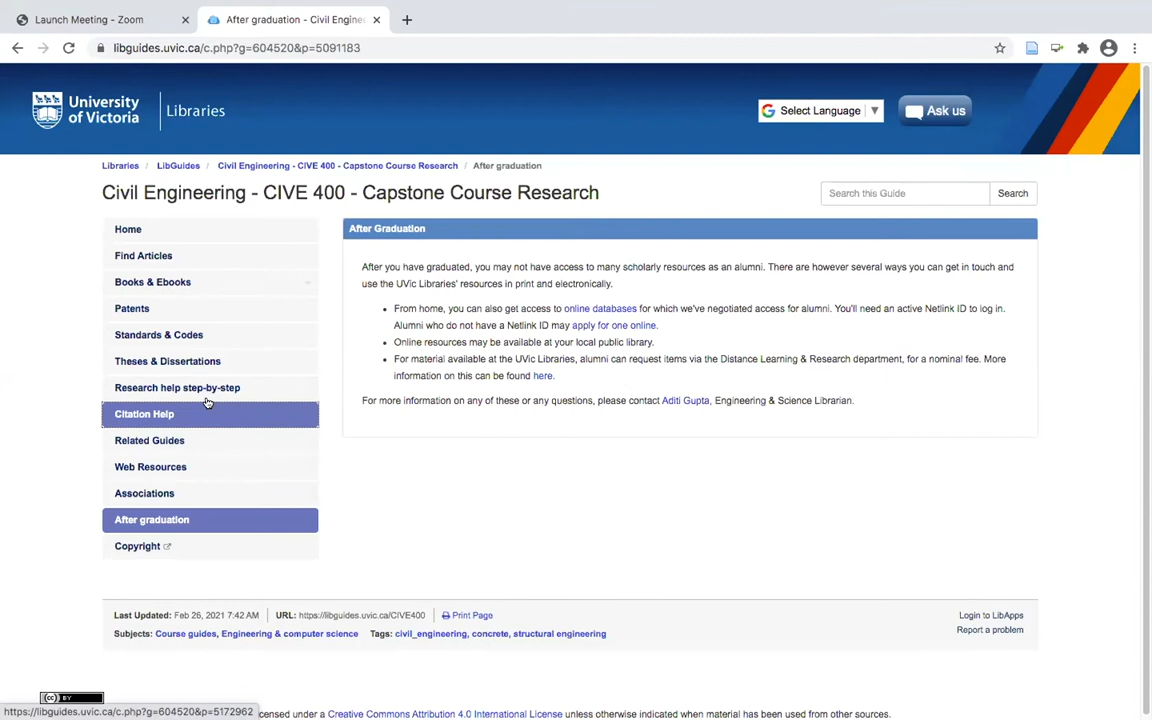 Launch Meeting - Zoom
After graduation - Civil Enginee
libguides.uvic.ca/c.php?g=604520&p=5091183
University of Victoria
Libraries
Select Language ▼
Ask us
Libraries / LibGuides / Civil Engineering - CIVE 400 - Capstone Course Research / After graduation
Civil Engineering - CIVE 400 - Capstone Course Research
Search this Guide
Search
Home
Find Articles
Books & Ebooks
Patents
Standards & Codes
Theses & Dissertations
Research help step-by-step
Citation Help
Related Guides
Web Resources
Associations
After graduation
Copyright
After Graduation
After you have graduated, you may not have access to many scholarly resources as an alumni. There are however several ways you can get in touch and
use the UVic Libraries' resources in print and electronically.
• From home, you can also get access to online databases for which we've negotiated access for alumni. You'll need an active Netlink ID to log in.
Alumni who do not have a Netlink ID may apply for one online.
• Online resources may be available at your local public library.
• For material available at the UVic Libraries, alumni can request items via the Distance Learning & Research department, for a nominal fee. More
information on this can be found here.
For more information on any of these or any questions, please contact Aditi Gupta, Engineering & Science Librarian.
Last Updated: Feb 26, 2021 7:42 AM | URL: https://libguides.uvic.ca/CIVE400 | Print Page
Login to LibApps
Subjects: Course guides, Engineering & computer science Tags: civil_engineering, concrete, structural engineering
Report a problem
(cc) BY
https://libguides.uvic.ca/c.php?g=604520&p=5172962
censed under a Creative Commons Attribution 4.0 International License unless otherwise indicated when material has been used from other sources.